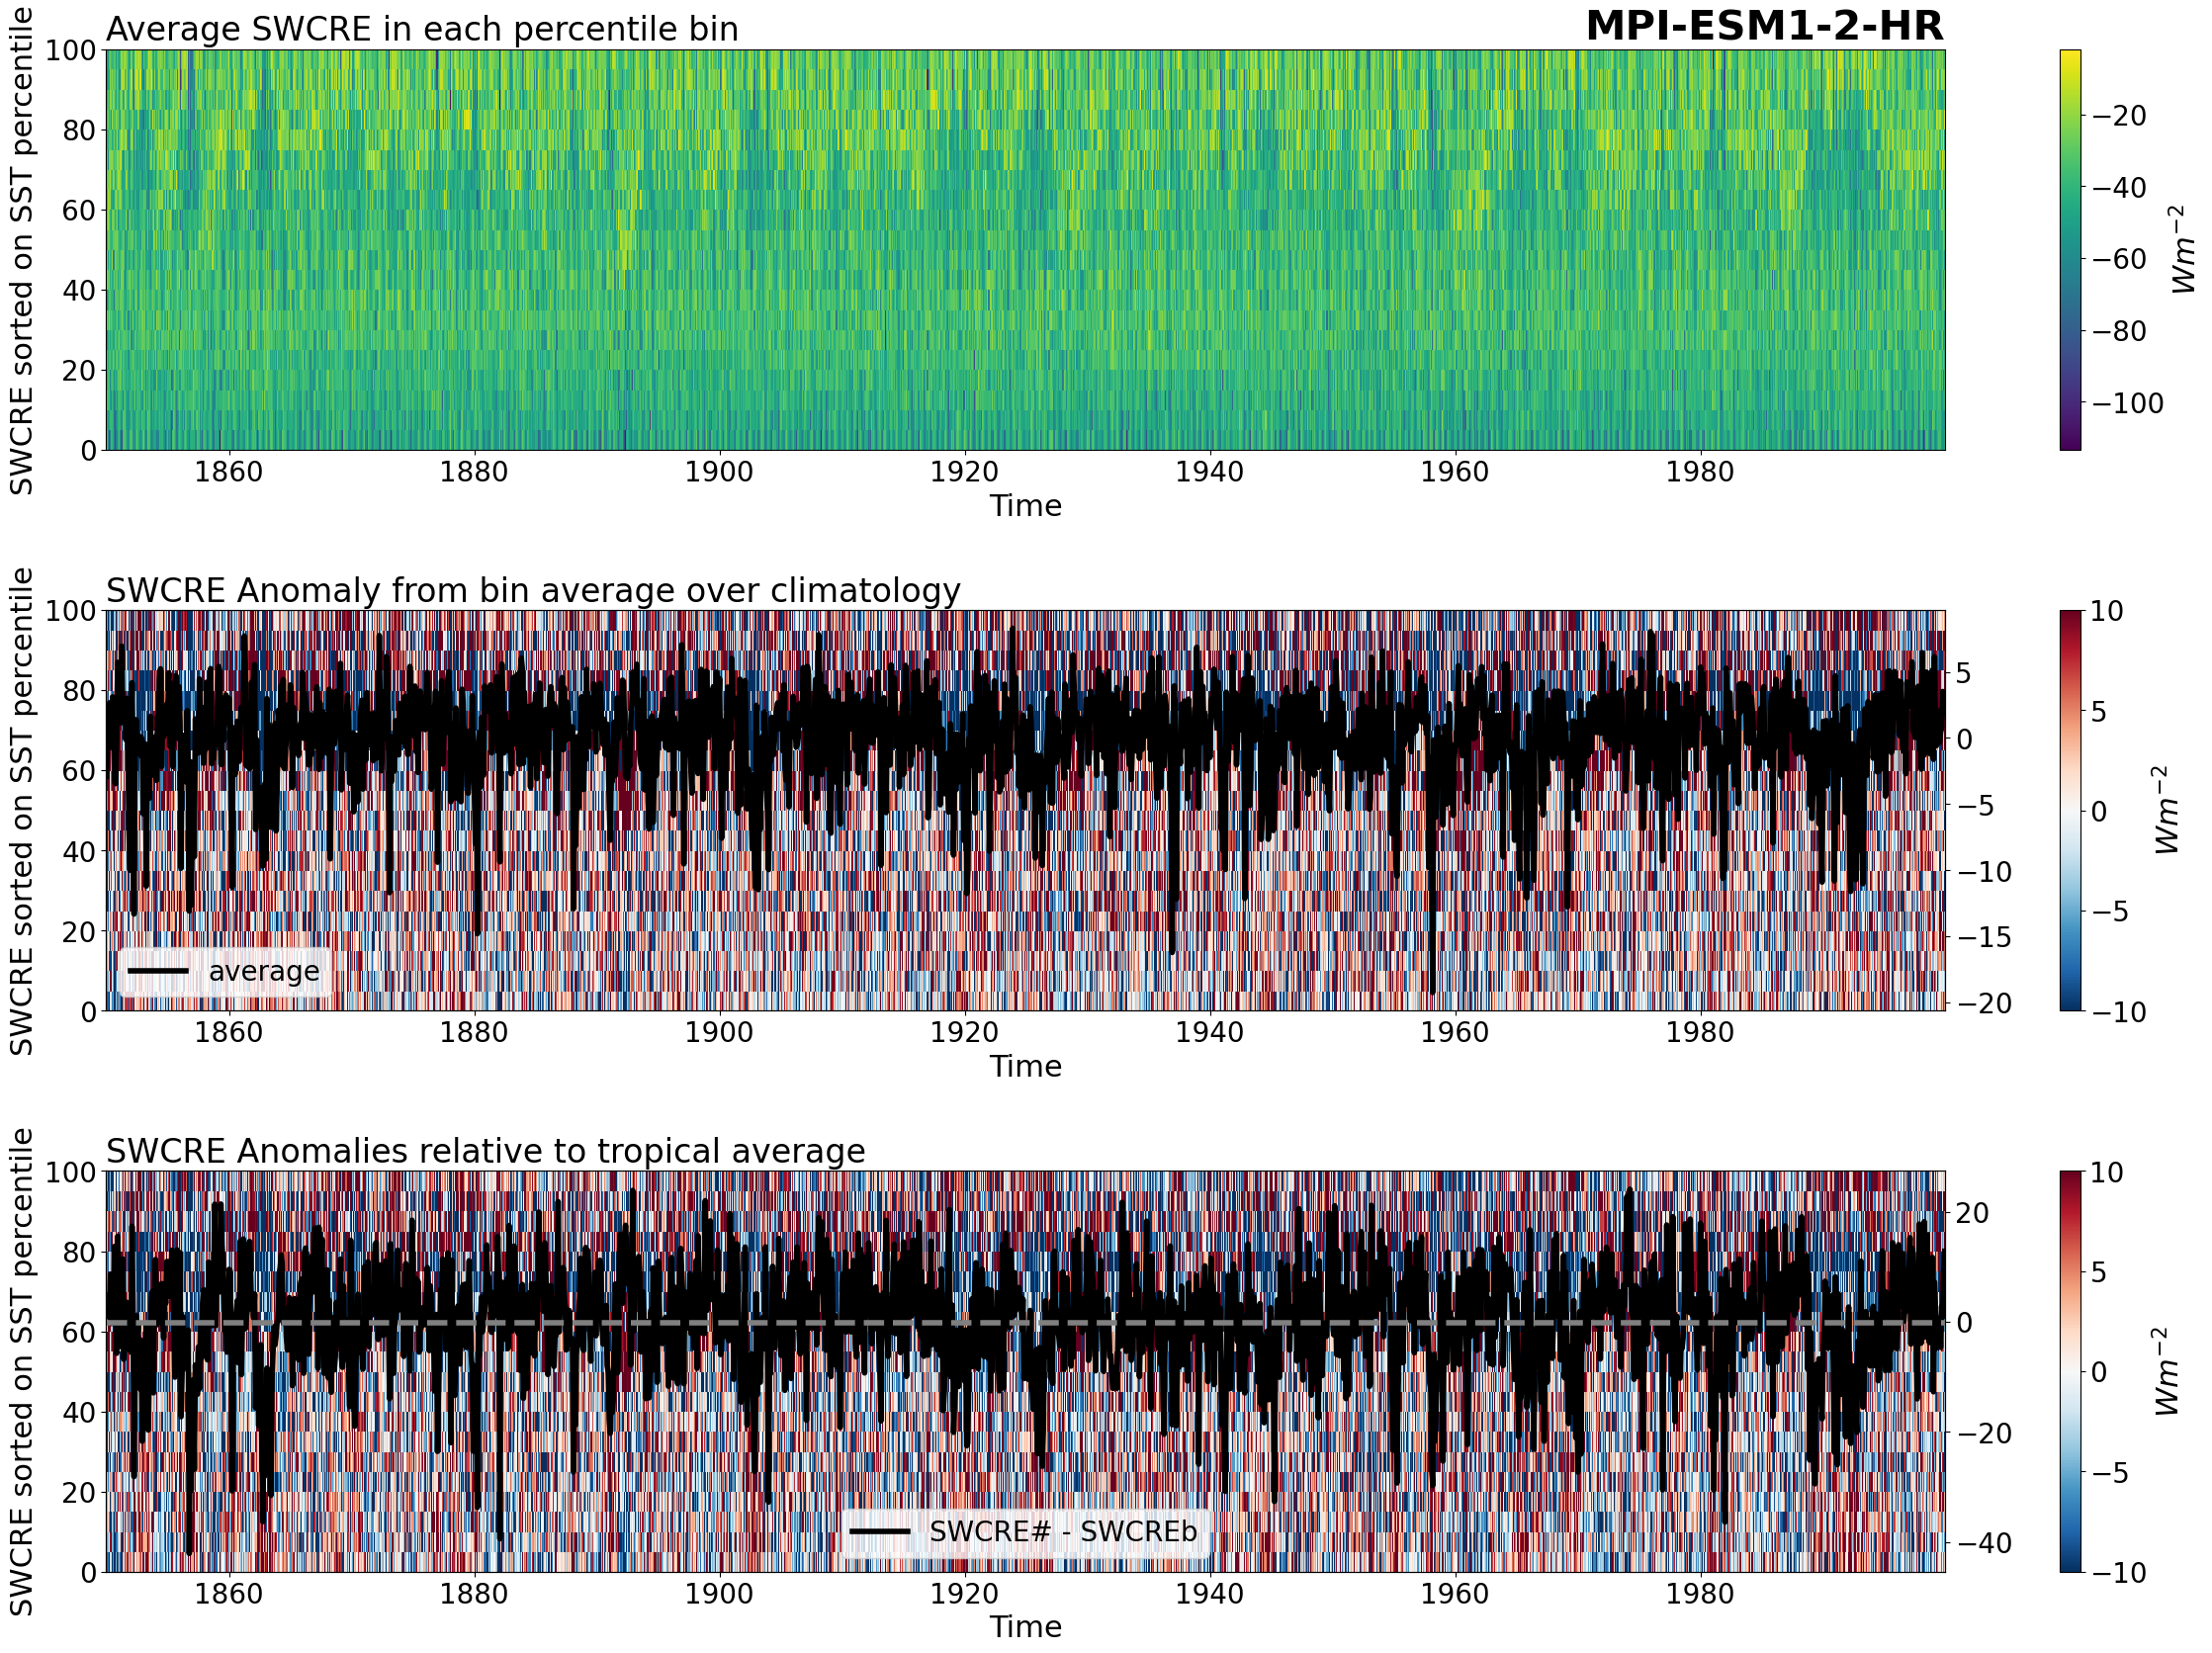 Average SWCRE in each percentile bin
MPI-ESM1-2-HR
SWCRE sorted on SST percentile
100
80
60
40
20
0
1860 1880 1900 1920 1940 1960 1980
Time
−20
−40
−60
−80
−100
Wm⁻²
SWCRE Anomaly from bin average over climatology
SWCRE sorted on SST percentile
100
80
60
40
20
0
average
1860 1880 1900 1920 1940 1960 1980
Time
5
0
−5
−10
−15
−20
10
5
0
−5
−10
Wm⁻²
SWCRE Anomalies relative to tropical average
SWCRE sorted on SST percentile
100
80
60
40
20
0
SWCRE# - SWCREb
1860 1880 1900 1920 1940 1960 1980
Time
20
0
−20
−40
10
5
0
−5
−10
Wm⁻²